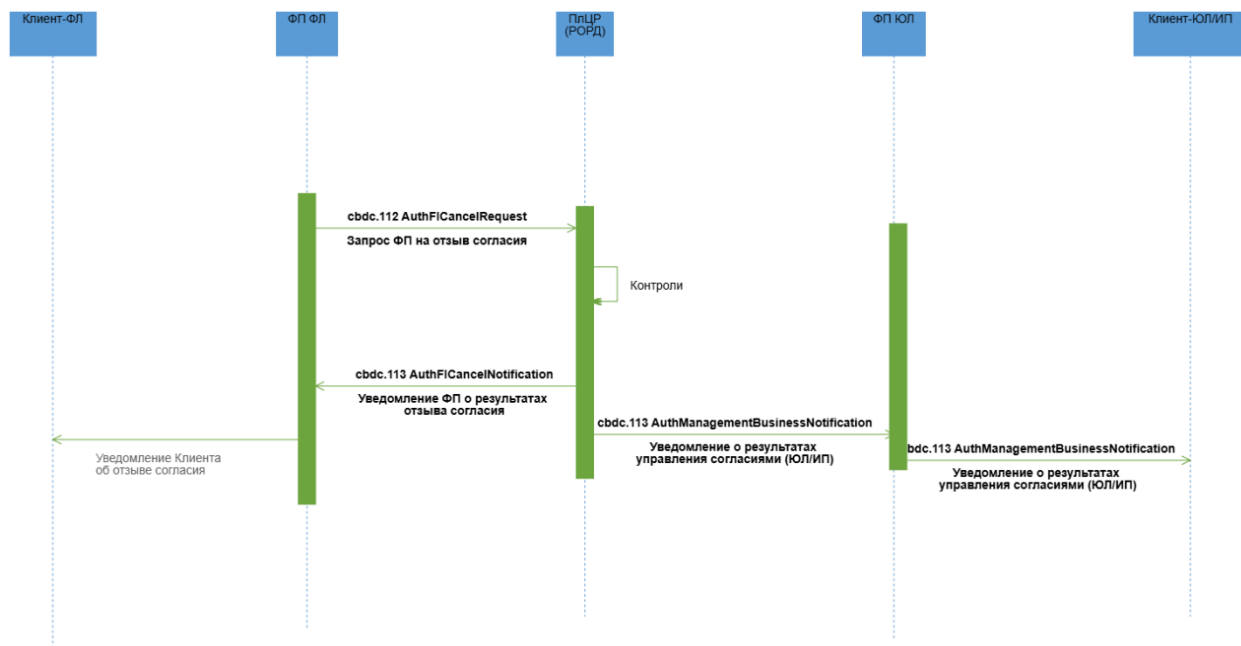 Клиент-ФЛ
ФП ФЛ
ПлЦР
(РОРД)
ФП ЮЛ
Клиент-ЮЛ/ИП
cbdc.112 AuthFICancelRequest
Запрос ФП на отзыв согласия
Контроли
cbdc.113 AuthFICancelNotification
Уведомление ФП о результатах
отзыва согласия
cbdc.113 AuthManagementBusinessNotification
Уведомление о результатах
управления согласиями (ЮЛ/ИП)
bdc.113 AuthManagementBusinessNotification
Уведомление о результатах
управления согласиями (ЮЛ/ИП)
Уведомление Клиента
об отзыве согласия